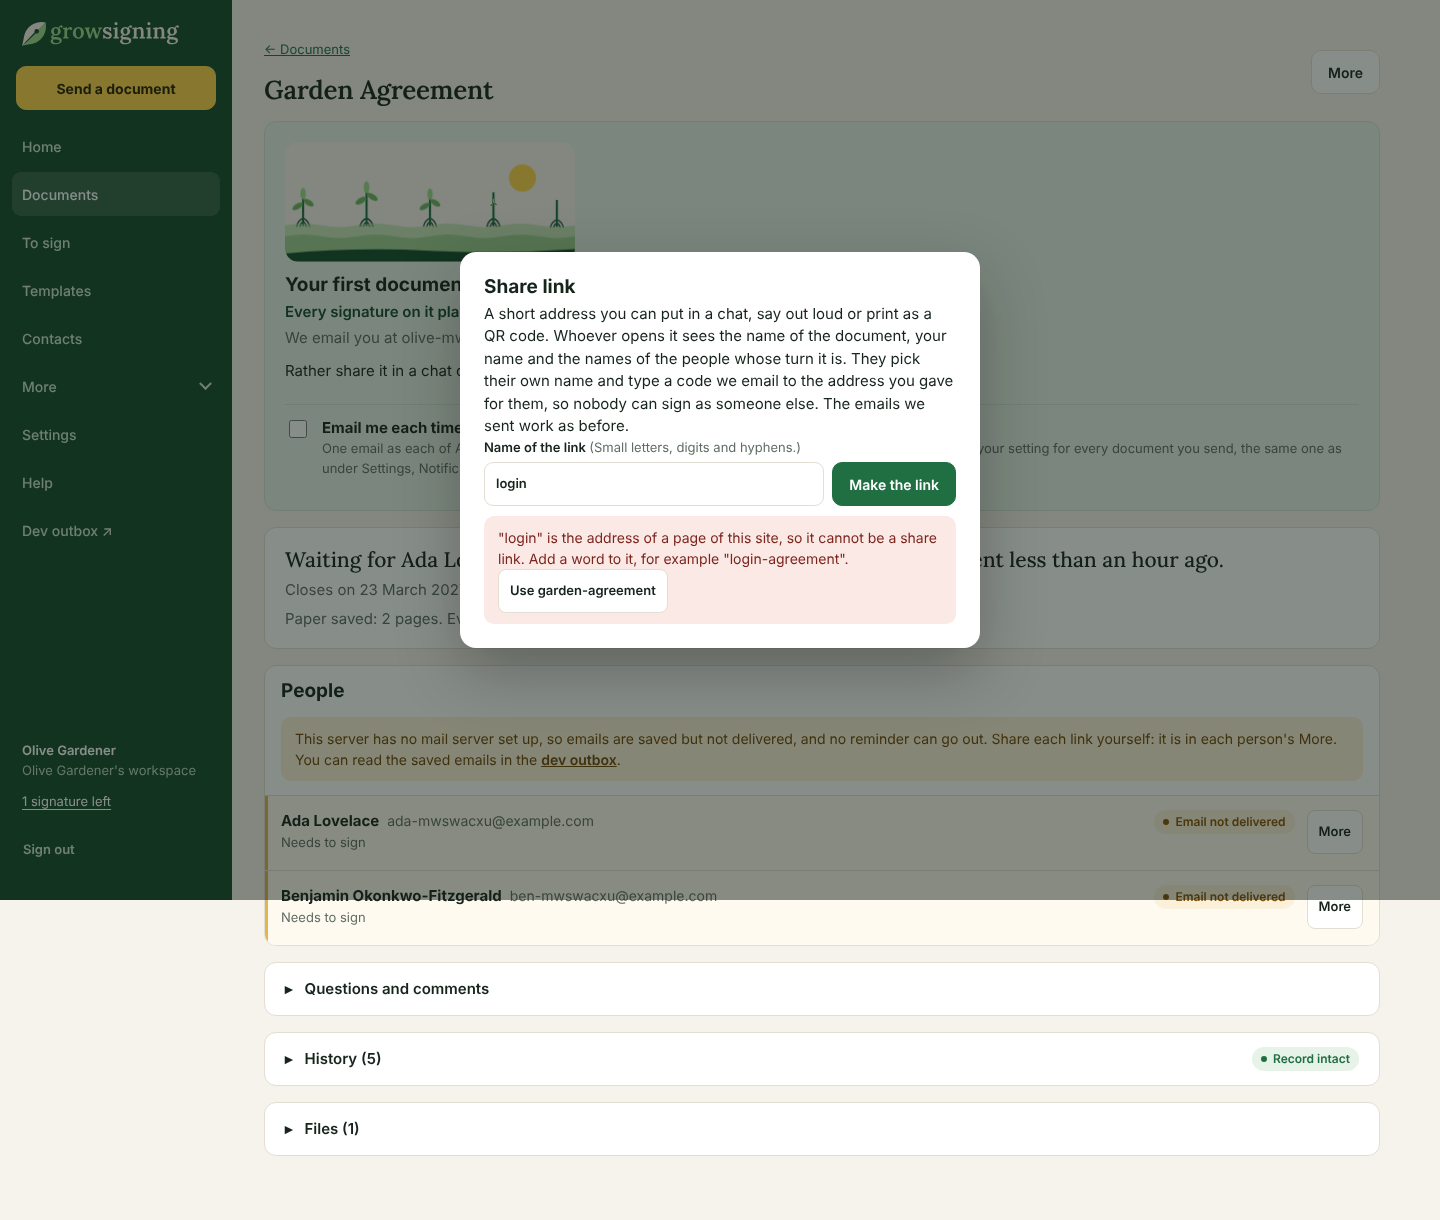 growsigning
Send a document
Home
Documents
To sign
Templates
Contacts
More
Settings
Help
Dev outbox ↗
Olive Gardener
Olive Gardener's workspace
1 signature left
Sign out
← Documents
Garden Agreement
More
Your first documen
Every signature on it pla
We email you at olive-mw
Rather share it in a chat
Email me each time
One email as each of
your setting for every document you send, the same one as
under Settings, Notific
Share link
A short address you can put in a chat, say out loud or print as a
QR code. Whoever opens it sees the name of the document, your
name and the names of the people whose turn it is. They pick
their own name and type a code we email to the address you gave
for them, so nobody can sign as someone else. The emails we
sent work as before.
Name of the link (Small letters, digits and hyphens.)
login
Make the link
"login" is the address of a page of this site, so it cannot be a share
link. Add a word to it, for example "login-agreement".
Use garden-agreement
Waiting for Ada Lo
nt less than an hour ago.
Closes on 23 March 202
Paper saved: 2 pages. Ev
People
This server has no mail server set up, so emails are saved but not delivered, and no reminder can go out. Share each link yourself: it is in each person's More.
You can read the saved emails in the dev outbox.
Ada Lovelace ada-mwswacxu@example.com
Needs to sign
Email not delivered
More
Benjamin Okonkwo-Fitzgerald ben-mwswacxu@example.com
Needs to sign
Email not delivered
More
▸ Questions and comments
▸ History (5)
Record intact
▸ Files (1)